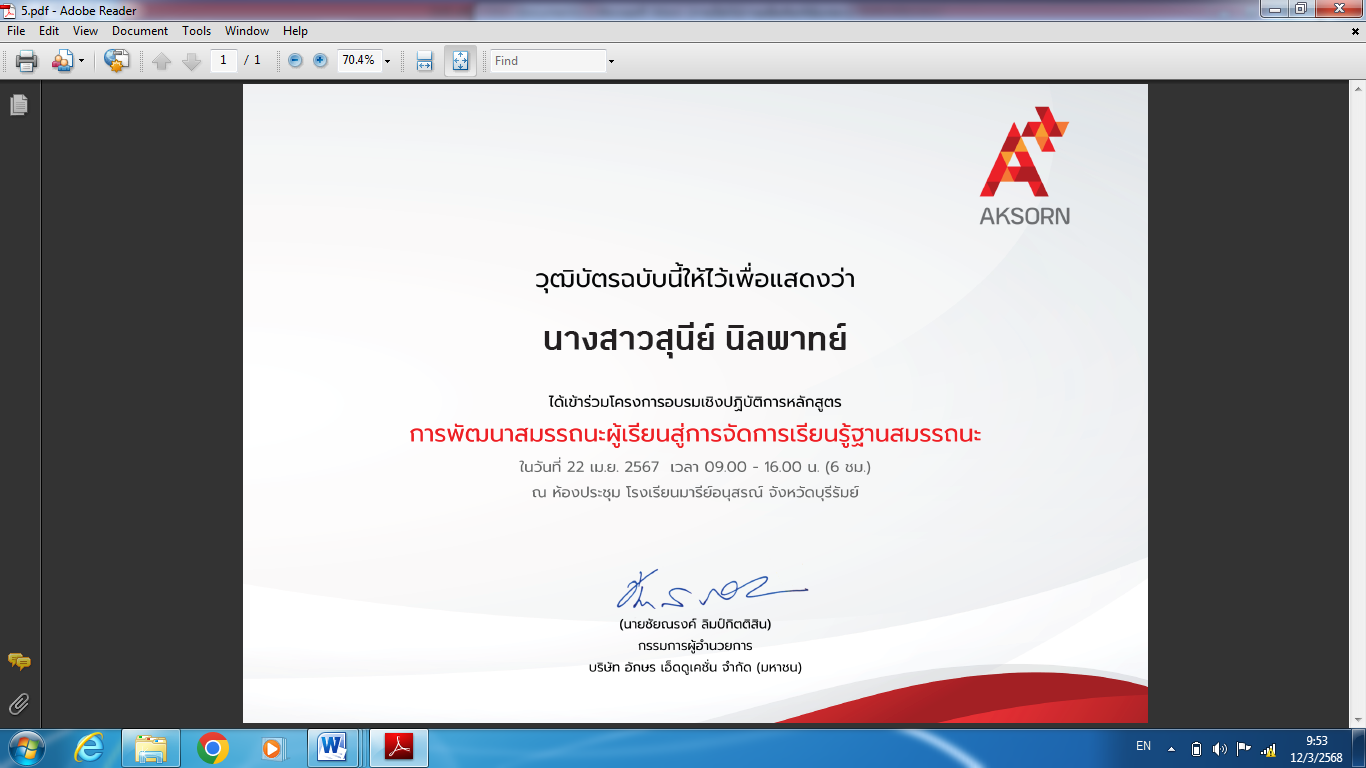 5.pdf - Adobe Reader
File Edit View Document Tools Window Help
1 / 1 70.4% Find
AKSORN
วุฒิบัตรฉบับนี้ให้ไว้เพื่อแสดงว่า
นางสาวสุนีย์ นิลพาทย์
ได้เข้าร่วมโครงการอบรมเชิงปฏิบัติการหลักสูตร
การพัฒนาสมรรถนะผู้เรียนสู่การจัดการเรียนรู้ฐานสมรรถนะ
ในวันที่ 22 เม.ย. 2567 เวลา 09.00 - 16.00 น. (6 ชม.)
ณ ห้องประชุม โรงเรียนมารีย์อนุสรณ์ จังหวัดบุรีรัมย์
(นายชัยณรงค์ ลิมป์กิตติสิน)
กรรมการผู้อำนวยการ
บริษัท อักษร เอ็ดดูเคชั่น จำกัด (มหาชน)
EN
9:53
12/3/2568